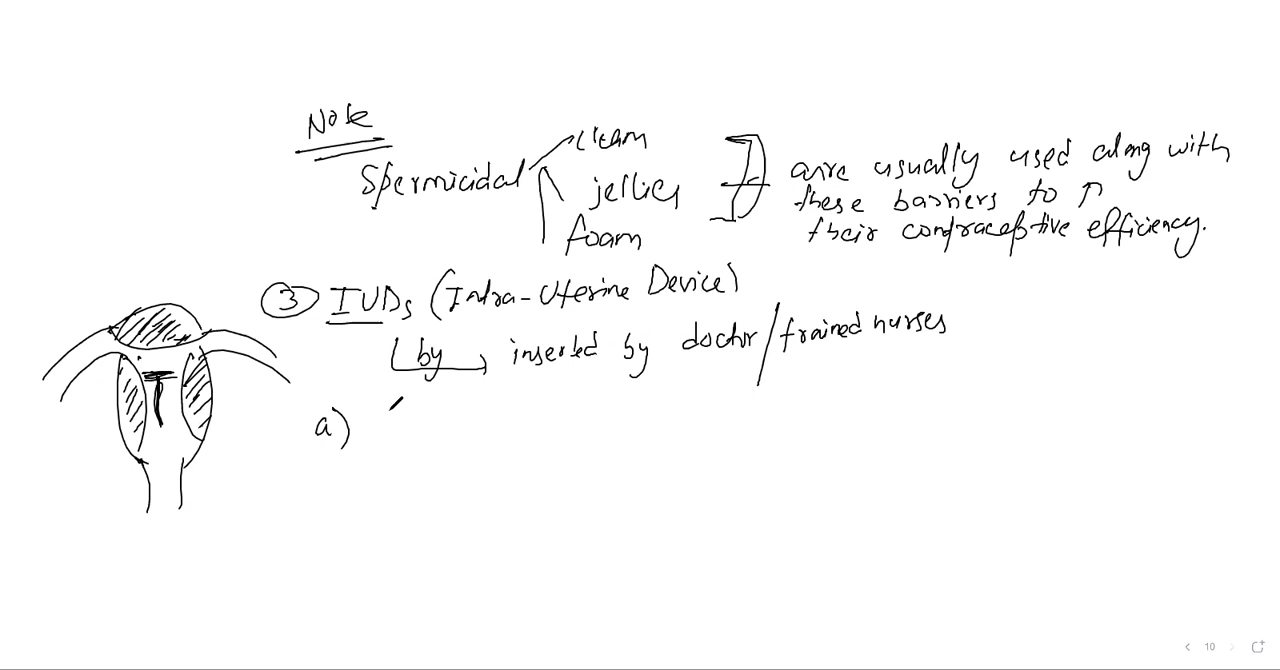 Note
Spermicidal
cream
jellies
foam
are usually used along with
these barriers to ↑
their contraceptive efficiency.
③ IUDs (Intra-Uterine Device)
by inserted by doctor/trained nurses
a)
10